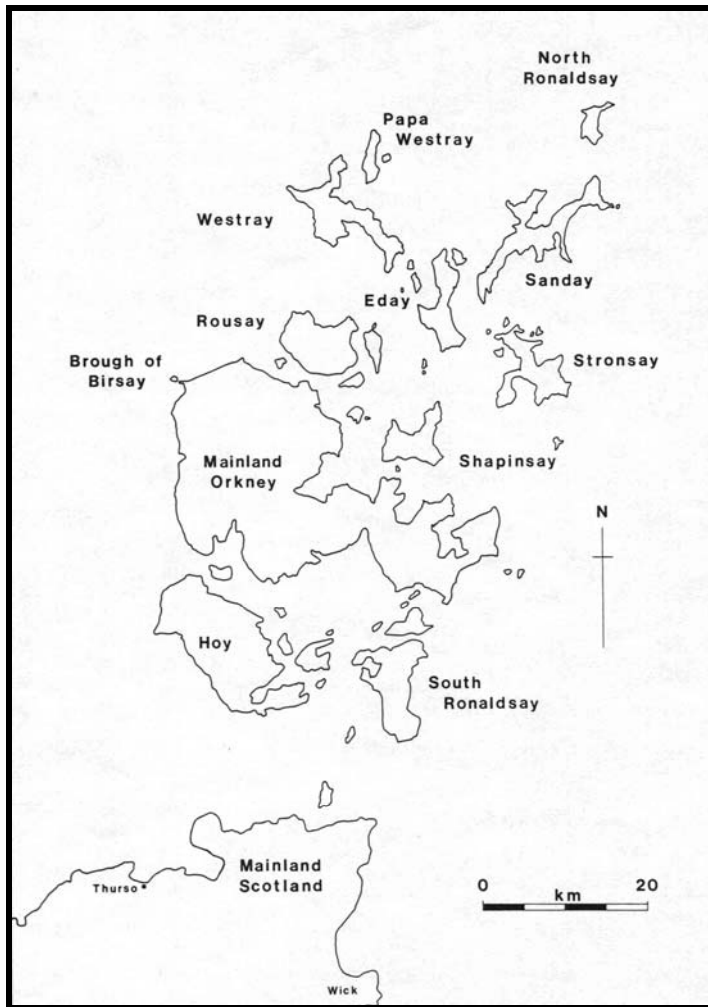 North
Ronaldsay
Papa
Westray
Westray
Sanday
Eday
Rousay
Stronsay
Brough of
Birsay
Mainland
Orkney
Shapinsay
N
Hoy
South
Ronaldsay
Mainland
Scotland
Thurso
0 km 20
Wick